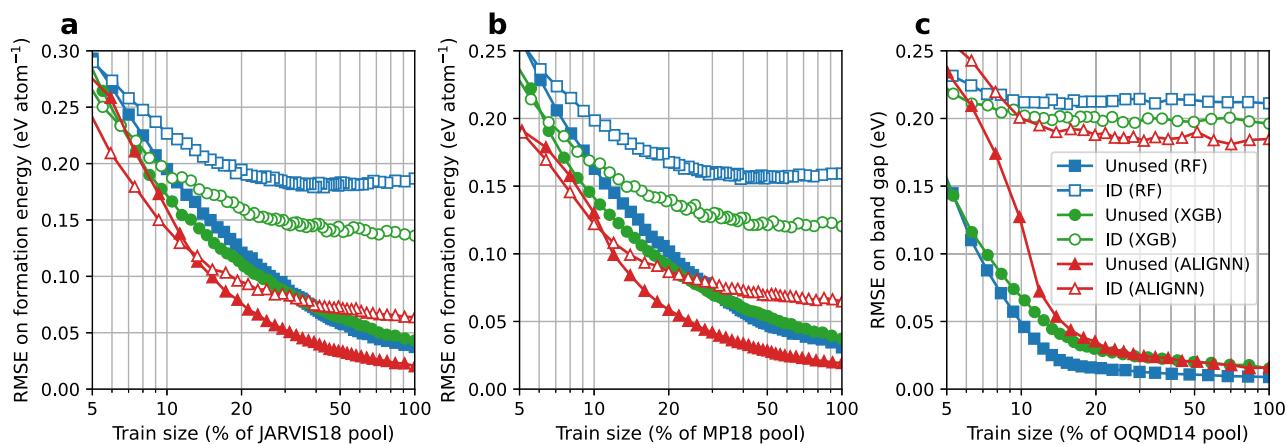 a
RMSE on formation energy (eV atom⁻¹)
0.30
0.25
0.20
0.15
0.10
0.05
0.00
5 10 20 50 100
Train size (% of JARVIS18 pool)
b
RMSE on formation energy (eV atom⁻¹)
0.25
0.20
0.15
0.10
0.05
0.00
5 10 20 50 100
Train size (% of MP18 pool)
c
RMSE on band gap (eV)
0.25
0.20
0.15
0.10
0.05
0.00
5 10 20 50 100
Train size (% of OQMD14 pool)
Unused (RF)
ID (RF)
Unused (XGB)
ID (XGB)
Unused (ALIGNN)
ID (ALIGNN)